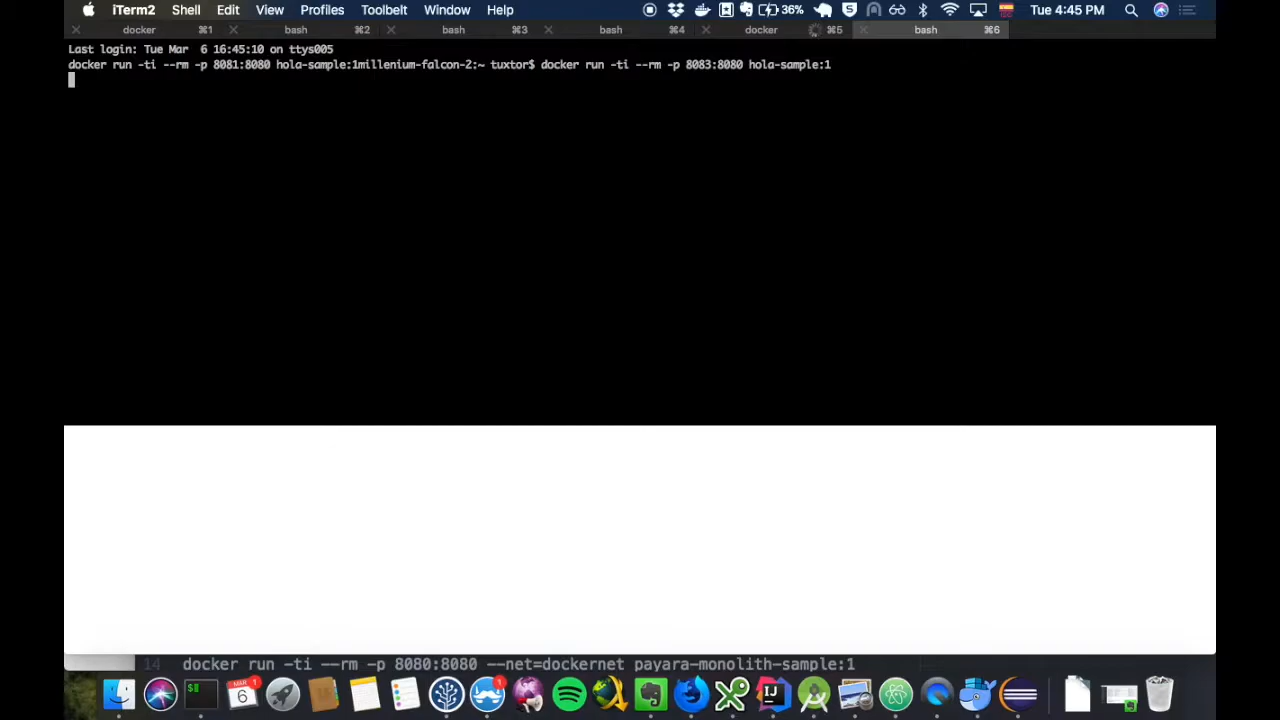 iTerm2 Shell Edit View Profiles Toolbelt Window Help 36% Tue 4:45 PM
docker ⌘1 bash ⌘2 bash ⌘3 bash ⌘4 docker ⌘5 bash ⌘6
Last login: Tue Mar  6 16:45:10 on ttys005
docker run -ti --rm -p 8081:8080 hola-sample:1millenium-falcon-2:~ tuxtor$ docker run -ti --rm -p 8083:8080 hola-sample:1
14 docker run -ti --rm -p 8080:8080 --net=dockernet payara-monolith-sample:1